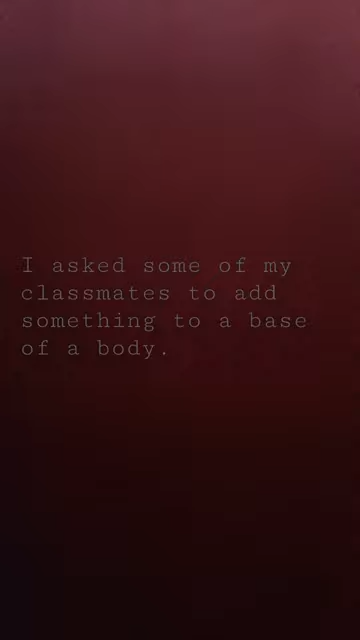 I asked some of my
classmates to add
something to a base
of a body.